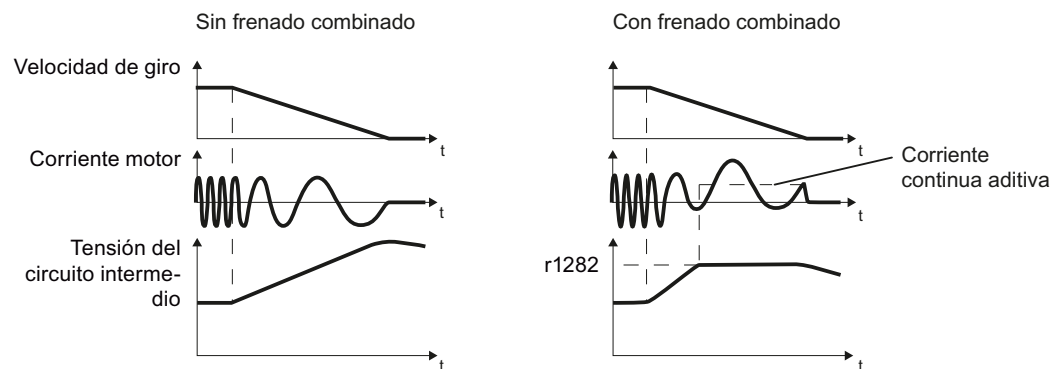 Sin frenado combinado
Con frenado combinado
Velocidad de giro
t
t
Corriente motor
t
t
Corriente
continua aditiva
Tensión del
circuito interme-
dio
t
r1282
t